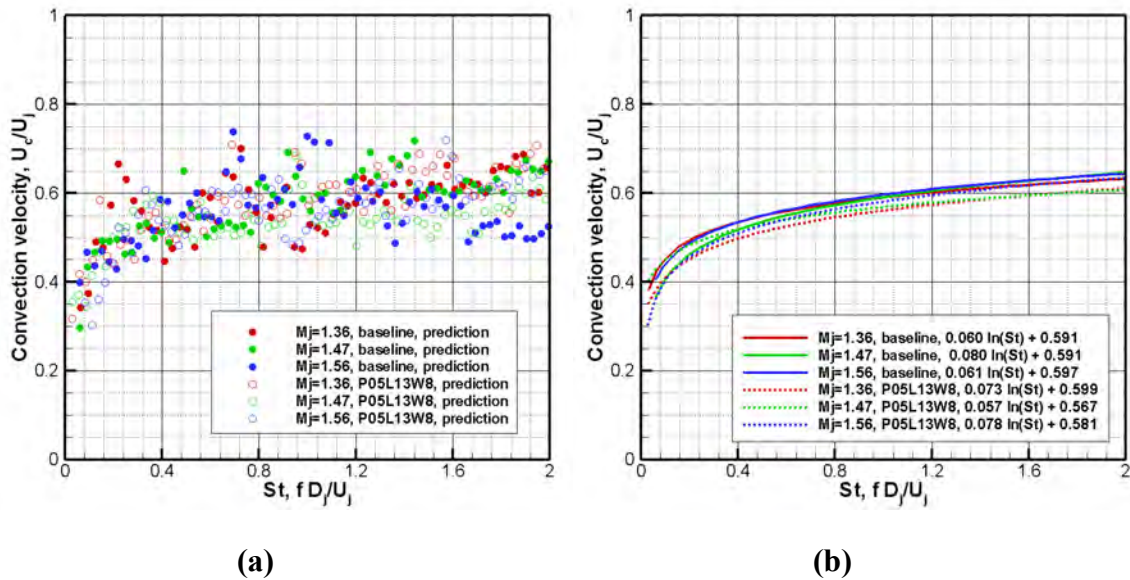 Convection velocity, Uc/Uj
1
0.8
0.6
0.4
0.2
0
0
0.4
0.8
1.2
1.6
2
St, f Dj/Uj
Mj=1.36, baseline, prediction
Mj=1.47, baseline, prediction
Mj=1.56, baseline, prediction
Mj=1.36, P05L13W8, prediction
Mj=1.47, P05L13W8, prediction
Mj=1.56, P05L13W8, prediction
(a)
Convection velocity, Uc/Uj
1
0.8
0.6
0.4
0.2
0
0
0.4
0.8
1.2
1.6
2
St, f Dj/Uj
Mj=1.36, baseline, 0.060 ln(St) + 0.591
Mj=1.47, baseline, 0.080 ln(St) + 0.591
Mj=1.56, baseline, 0.061 ln(St) + 0.597
Mj=1.36, P05L13W8, 0.073 ln(St) + 0.599
Mj=1.47, P05L13W8, 0.057 ln(St) + 0.567
Mj=1.56, P05L13W8, 0.078 ln(St) + 0.581
(b)